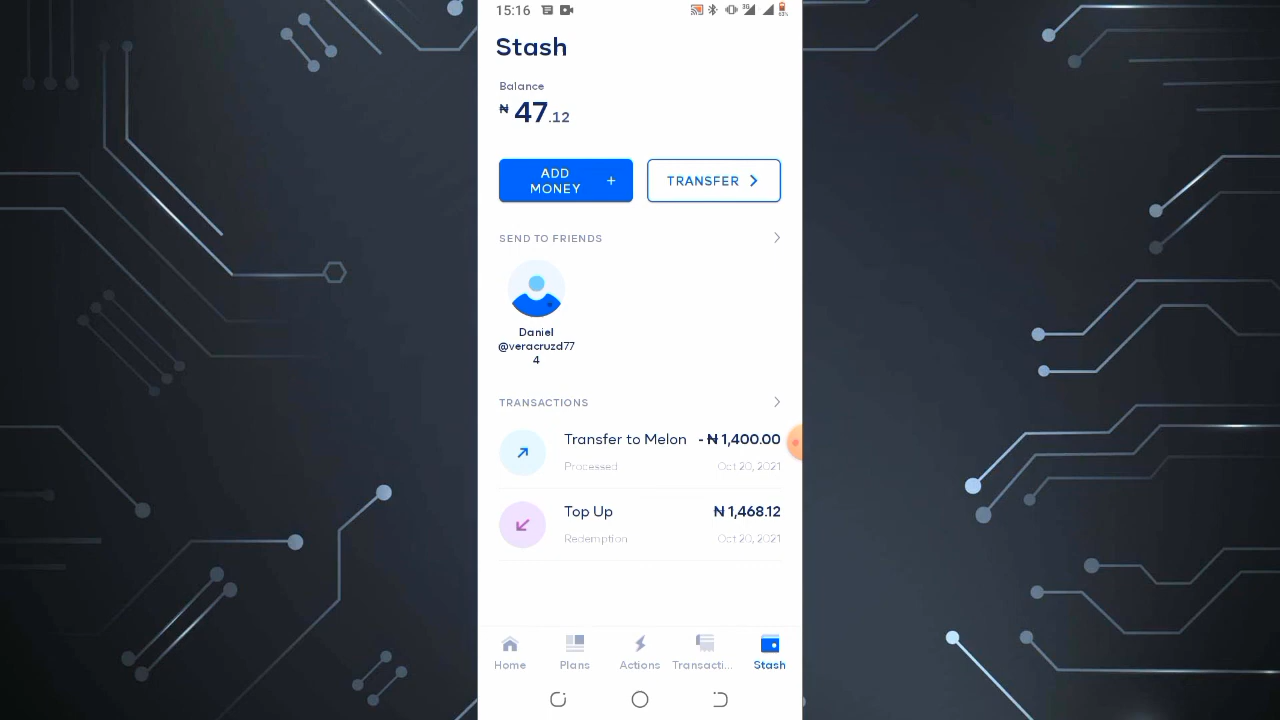 15:16
3G
63%
Stash
Balance
₦ 47.12
ADD MONEY +
TRANSFER
SEND TO FRIENDS
Daniel
@veracruzd77
4
TRANSACTIONS
Transfer to Melon - ₦ 1,400.00
Processed Oct 20, 2021
Top Up ₦ 1,468.12
Redemption Oct 20, 2021
Home Plans Actions Transacti... Stash